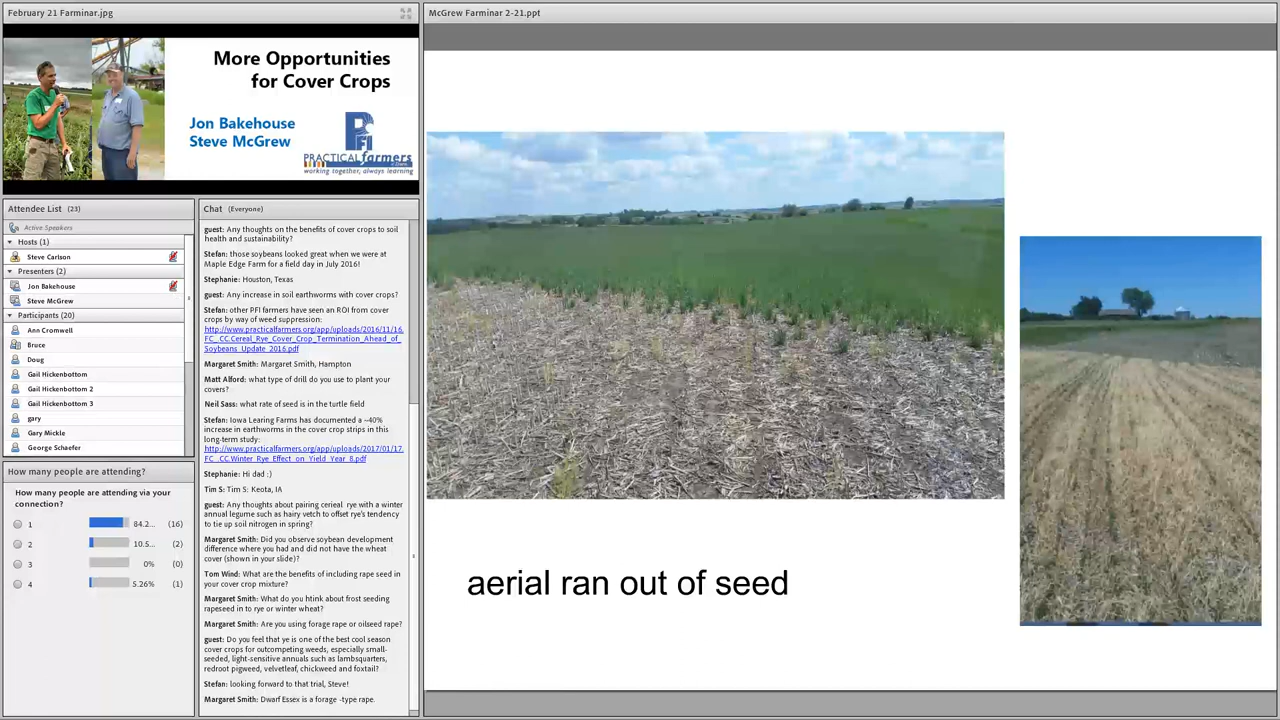 February 21 Farminar.jpg
More Opportunities
for Cover Crops
Jon Bakehouse
Steve McGrew
PFI
PRACTICAL farmers
working together, always learning
Attendee List (23)
Active Speakers
Hosts (1)
Steve Carlson
Presenters (2)
Jon Bakehouse
Steve McGrew
Participants (20)
Ann Cromwell
Bruce
Doug
Gail Hickenbottom
Gail Hickenbottom 2
Gail Hickenbottom 3
gary
Gary Mickle
George Schaefer
How many people are attending?
How many people are attending via your
connection?
1 84.2... (16)
2 10.5... (2)
3 0% (0)
4 5.26% (1)
Chat (Everyone)
guest: Any thoughts on the benefits of cover crops to soil
health and sustainability?
Stefan: those soybeans looked great when we were at
Maple Edge Farm for a field day in July 2016!
Stephanie: Houston, Texas
guest: Any increase in soil earthworms with cover crops?
Stefan: other PFI farmers have seen an ROI from cover
crops by way of weed suppression:
http://www.practicalfarmers.org/app/uploads/2016/11/16.
FC_.CC.Cereal_Rye_Cover_Crop_Termination_Ahead_of_
Soybeans_Update_2016.pdf
Margaret Smith: Margaret Smith, Hampton
Matt Alford: what type of drill do you use to plant your
covers?
Neil Sass: what rate of seed is in the turtle field
Stefan: Iowa Learing Farms has documented a ~40%
increase in earthworms in the cover crop strips in this
long-term study:
http://www.practicalfarmers.org/app/uploads/2017/01/17.
FC_.CC.Winter_Rye_Effect_on_Yield_Year_8.pdf
Stephanie: Hi dad :)
Tim S: Tim S: Keota, IA
guest: Any thoughts about pairing cerieal rye with a winter
annual legume such as hairy vetch to offset rye's tendency
to tie up soil nitrogen in spring?
Margaret Smith: Did you observe soybean development
difference where you had and did not have the wheat
cover (shown in your slide)?
Tom Wind: What are the benefits of including rape seed in
your cover crop mixture?
Margaret Smith: What do you htink about frost seeding
rapeseed in to rye or winter wheat?
Margaret Smith: Are you using forage rape or oilseed rape?
guest: Do you feel that ye is one of the best cool season
cover crops for outcompeting weeds, especially small-
seeded, light-sensitive annuals such as lambsquarters,
redroot pigweed, velvetleaf, chickweed and foxtail?
Stefan: looking forward to that trial, Steve!
Margaret Smith: Dwarf Essex is a forage -type rape.
McGrew Farminar 2-21.ppt
aerial ran out of seed